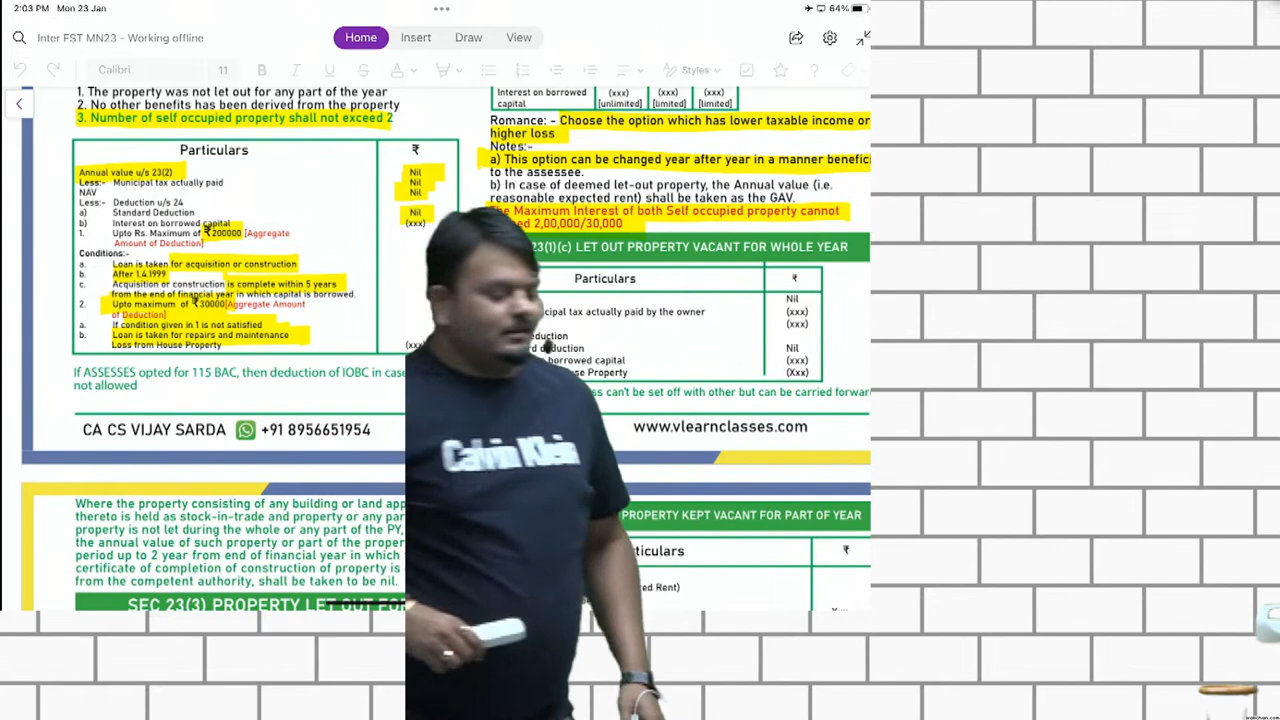 2:03 PM Mon 23 Jan
64%
Inter FST MN23 - Working offline
Home
Insert
Draw
View
Calibri
11
Styles
1. The property was not let out for any part of the year
2. No other benefits has been derived from the property
3. Number of self occupied property shall not exceed 2
Particulars ₹
Annual value u/s 23(2) Nil
Less:- Municipal tax actually paid Nil
NAV Nil
Less:- Deduction u/s 24
a) Standard Deduction Nil
b) Interest on borrowed capital (xxx)
1. Upto Rs. Maximum of ₹200000 [Aggregate
Amount of Deduction]
Conditions:-
a. Loan is taken for acquisition or construction
b. After 1.4.1999
c. Acquisition or construction is complete within 5 years
from the end of financial year in which capital is borrowed.
2. Upto maximum of ₹30000[Aggregate Amount
of Deduction]
a. If condition given in 1 is not satisfied
b. Loan is taken for repairs and maintenance
Loss from House Property (xxx
If ASSESSES opted for 115 BAC, then deduction of IOBC in case
not allowed
CA CS VIJAY SARDA +91 8956651954
Interest on borrowed (xxx) (xxx) (xxx)
capital [unlimited] [limited] [limited]
Romance: - Choose the option which has lower taxable income or
higher loss
Notes:-
a) This option can be changed year after year in a manner benefici
to the assessee.
b) In case of deemed let-out property, the Annual value (i.e.
reasonable expected rent) shall be taken as the GAV.
The Maximum Interest of both Self occupied property cannot
2,00,000/30,000
23(1)(c) LET OUT PROPERTY VACANT FOR WHOLE YEAR
Particulars ₹
Nil
cipal tax actually paid by the owner (xxx)
(xxx)
eduction
deduction Nil
borrowed capital (xxx)
Property (Xxx)
can't be set off with other but can be carried forwar
www.vlearnclasses.com
Where the property consisting of any building or land app
thereto is held as stock-in-trade and property or any par
property is not let during the whole or any part of the PY,
the annual value of such property or part of the proper
period up to 2 year from end of financial year in which
certificate of completion of construction of property is
from the competent authority, shall be taken to be nil.
SEC 23(3) PROPERTY LET OUT FO
PROPERTY KEPT VACANT FOR PART OF YEAR
ticulars ₹
ed Rent)
Calvin Klein